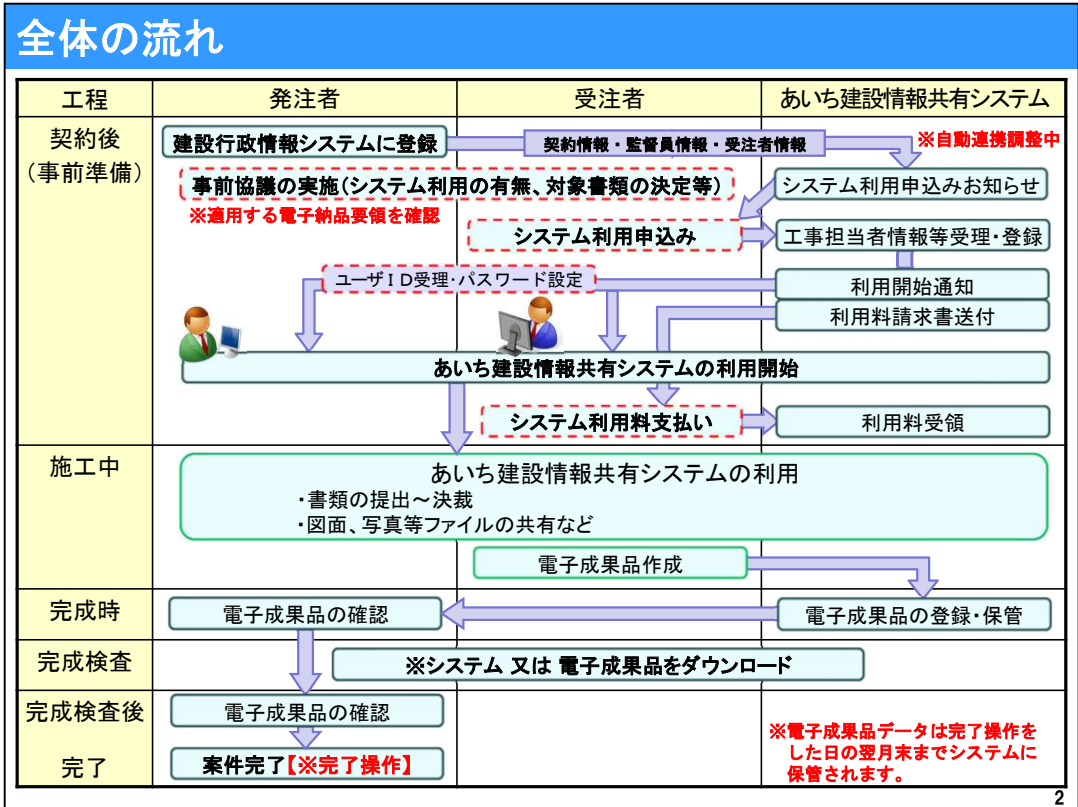 全体の流れ
工程
発注者
受注者
あいち建設情報共有システム
契約後
(事前準備)
建設行政情報システムに登録
契約情報・監督員情報・受注者情報
※自動連携調整中
事前協議の実施(システム利用の有無、対象書類の決定等)
※適用する電子納品要領を確認
システム利用申込みお知らせ
システム利用申込み
工事担当者情報等受理・登録
ユーザID受理・パスワード設定
利用開始通知
利用料請求書送付
あいち建設情報共有システムの利用開始
システム利用料支払い
利用料受領
施工中
あいち建設情報共有システムの利用
・書類の提出～決裁
・図面、写真等ファイルの共有など
電子成果品作成
完成時
電子成果品の確認
電子成果品の登録・保管
完成検査
※システム 又は 電子成果品をダウンロード
完成検査後
電子成果品の確認
完了
案件完了【※完了操作】
※電子成果品データは完了操作を
した日の翌月末までシステムに
保管されます。
2